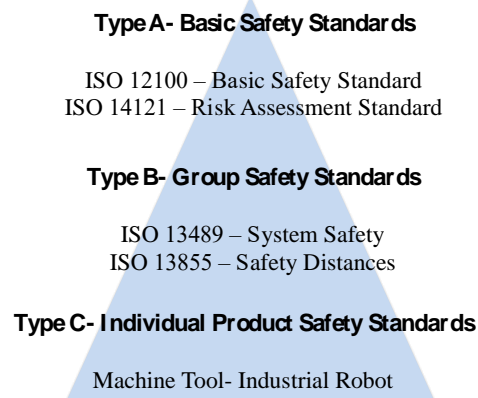 Type A- Basic Safety Standards
ISO 12100 – Basic Safety Standard
ISO 14121 – Risk Assessment Standard
Type B- Group Safety Standards
ISO 13489 – System Safety
ISO 13855 – Safety Distances
Type C- Individual Product Safety Standards
Machine Tool- Industrial Robot